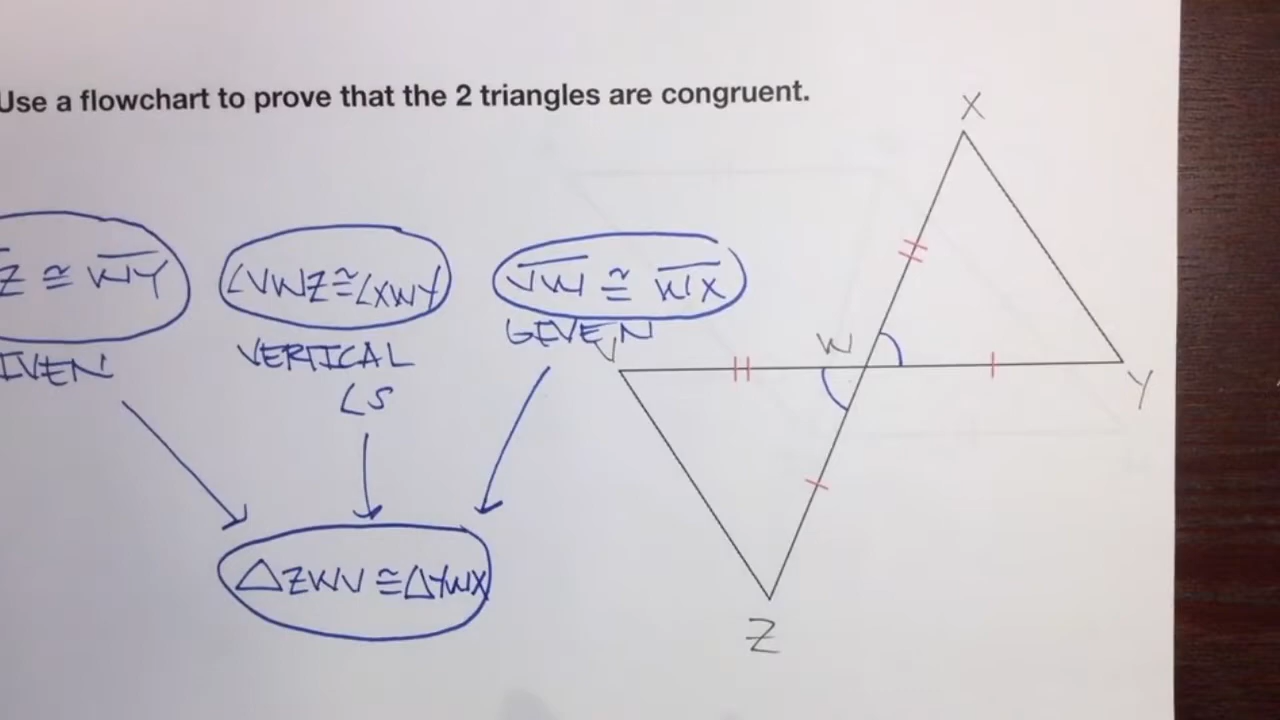 Use a flowchart to prove that the 2 triangles are congruent.
Z ≅ WY
IVEN
∠VWZ≅∠XWY
VERTICAL
∠S
VW ≅ WX
GIVEN
△ZWV ≅ △YWX
X
W
V
Y
Z